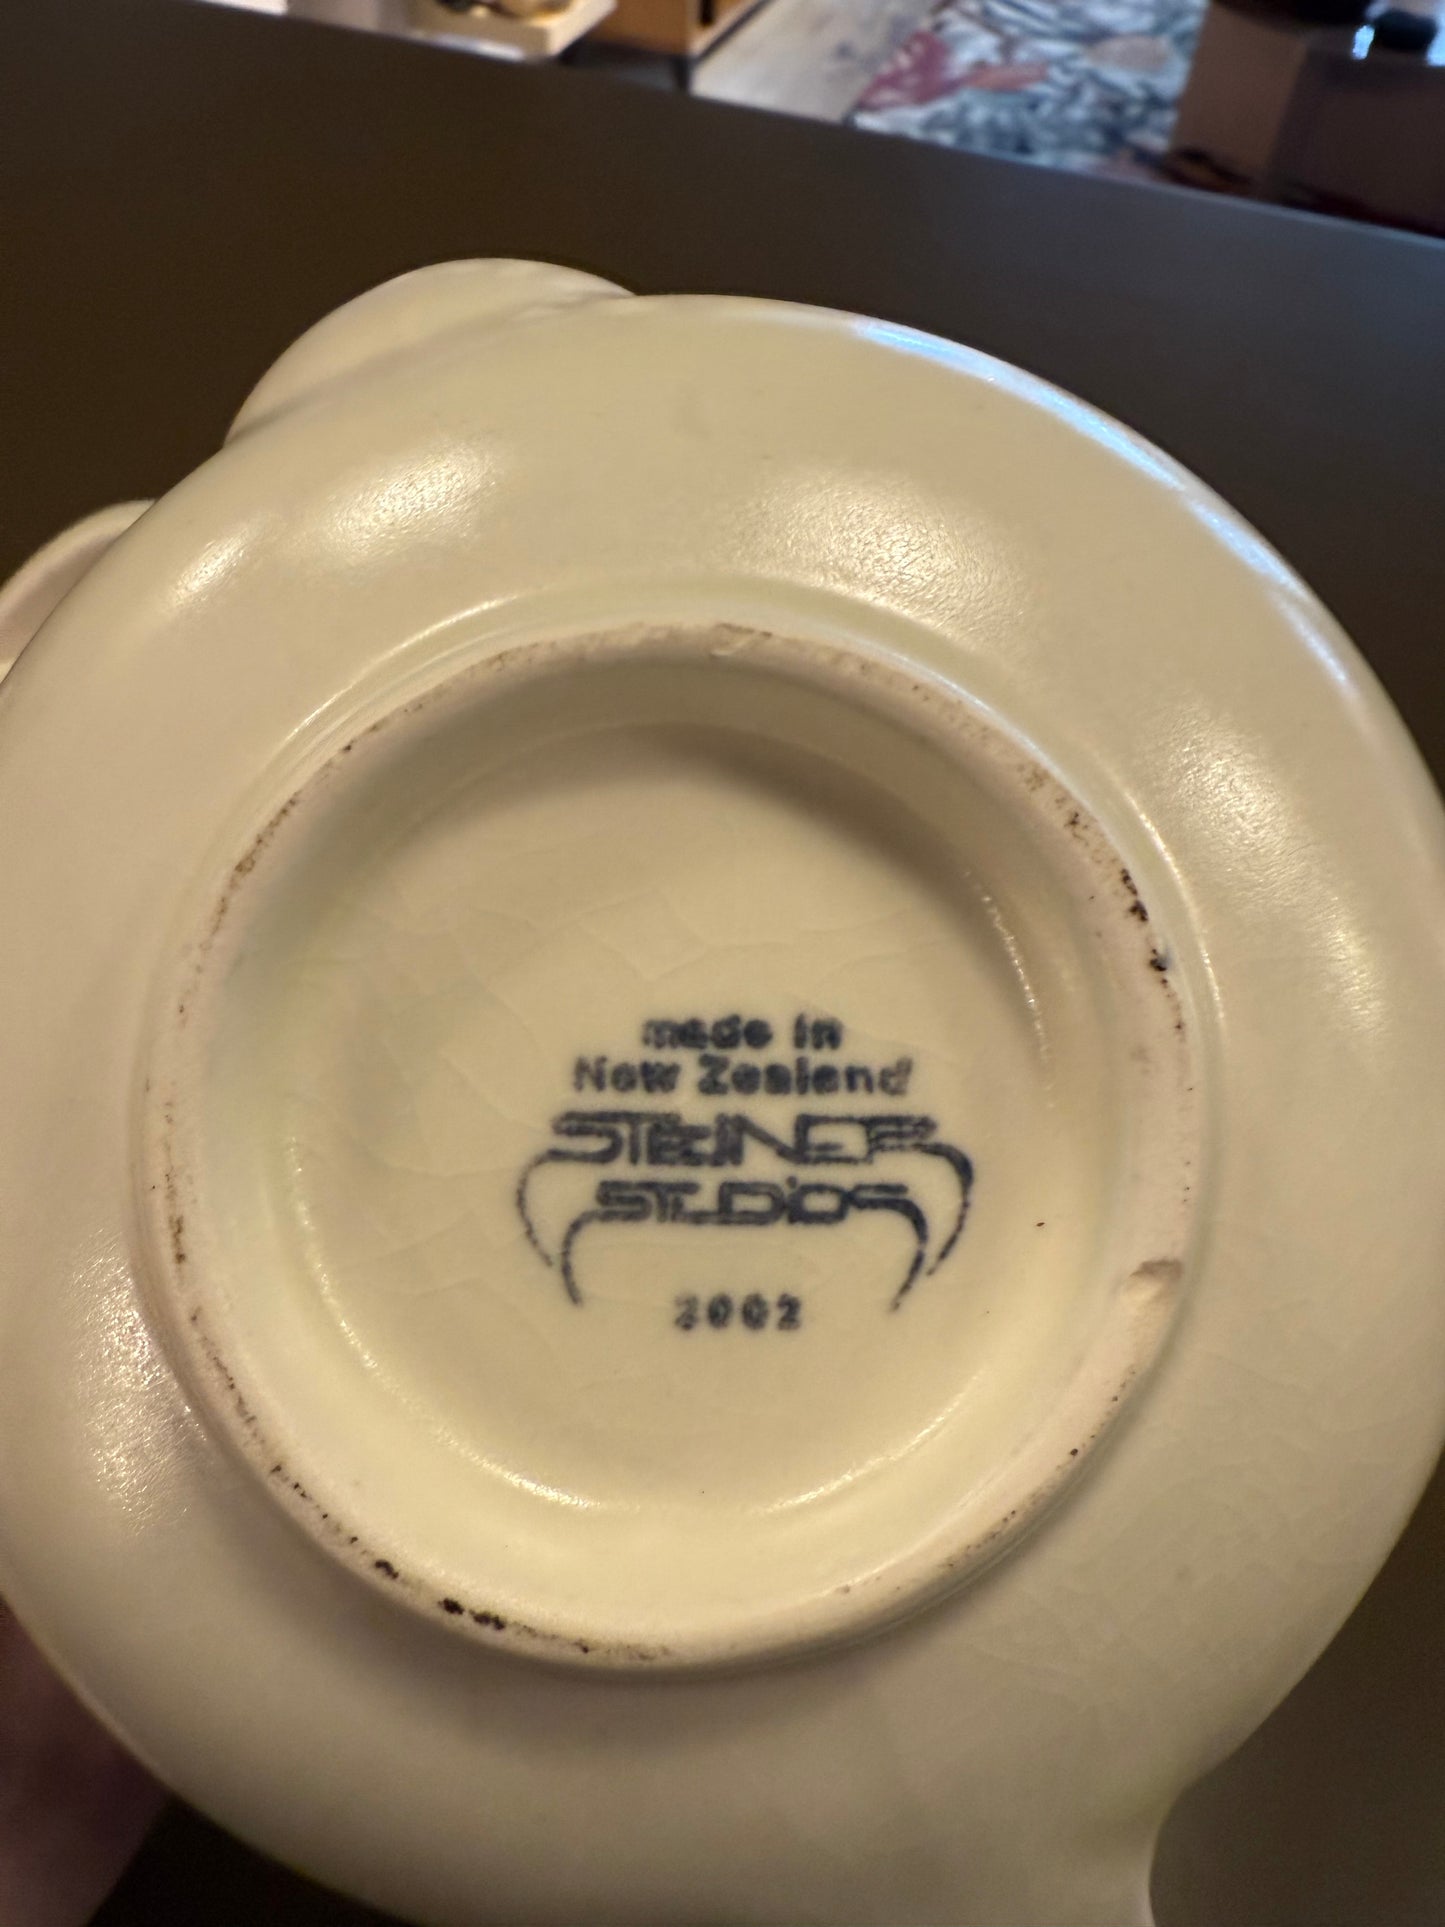 made in
New Zealand
STEINER
STUDIOS
2002